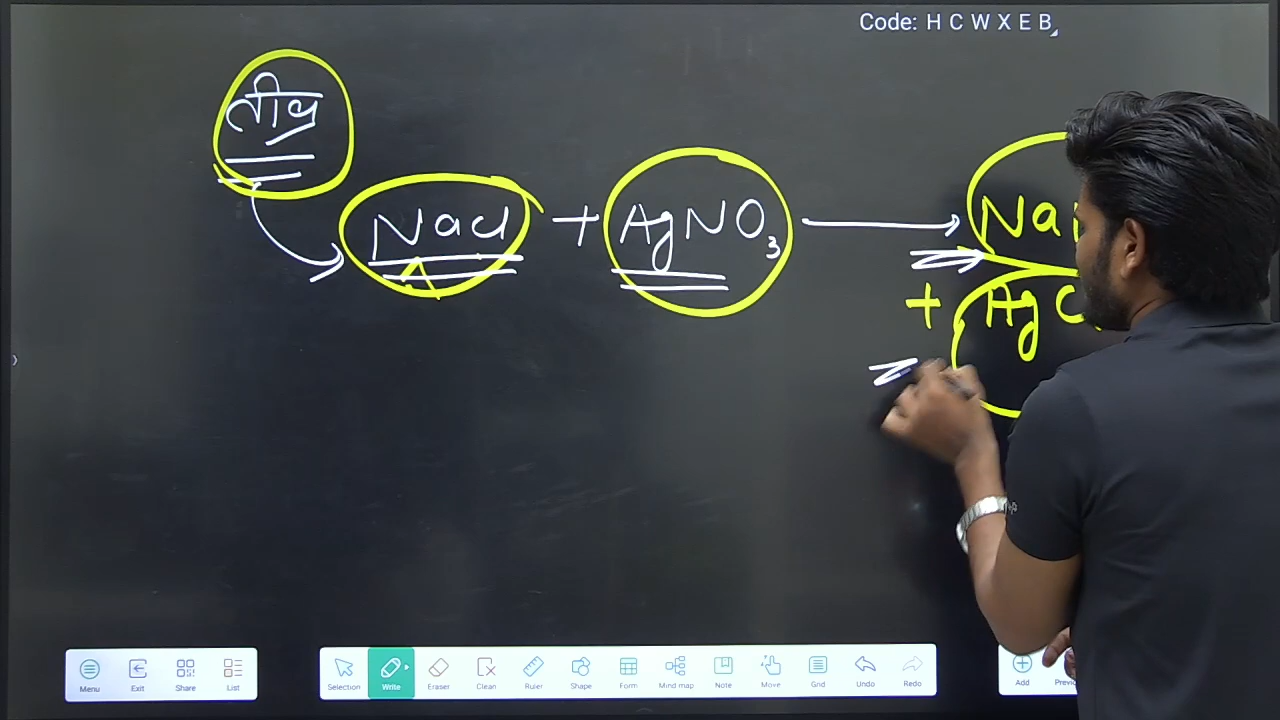 Code: H C W X E B
तीव्र
NaCl + AgNO₃ → Na
+ AgC
Menu Exit Share List Selection Write Eraser Clean Ruler Shape Form Mind map Note Move Grid Undo Redo Add Previ